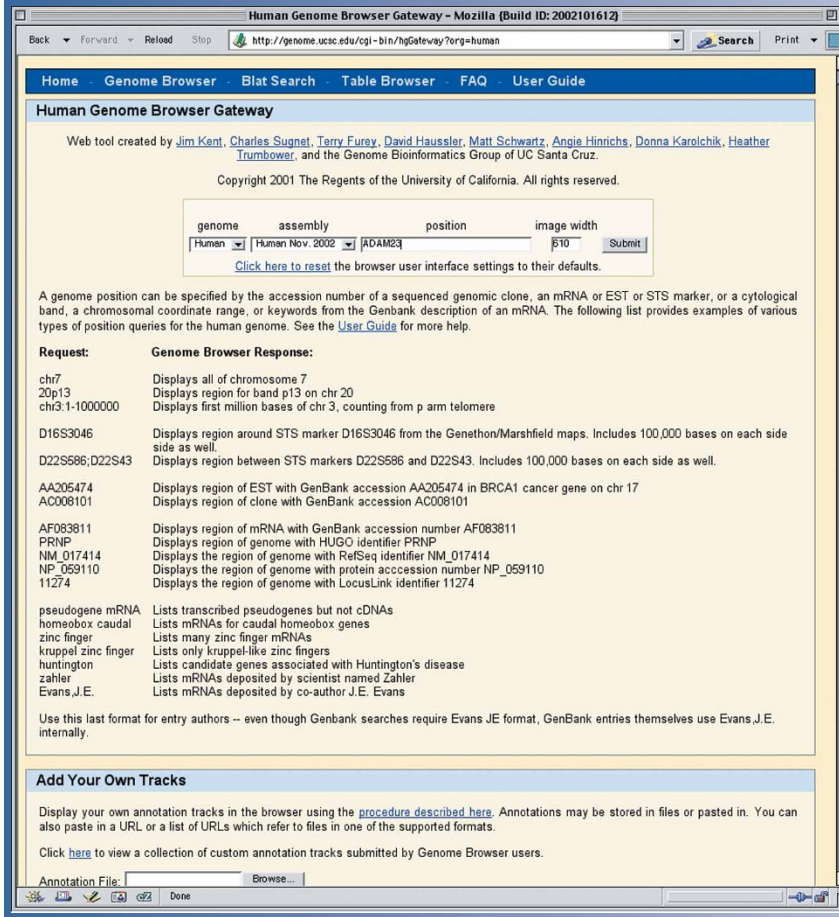 Human Genome Browser Gateway - Mozilla {Build ID: 2002101612}
Back Forward Reload Stop http://genome.ucsc.edu/cgi-bin/hgGateway?org=human Search Print
Home - Genome Browser - Blat Search - Table Browser - FAQ - User Guide
Human Genome Browser Gateway
Web tool created by Jim Kent, Charles Sugnet, Terry Furey, David Haussler, Matt Schwartz, Angie Hinrichs, Donna Karolchik, Heather
Trumbower, and the Genome Bioinformatics Group of UC Santa Cruz.
Copyright 2001 The Regents of the University of California. All rights reserved.
genome assembly position image width
Human Human Nov. 2002 ADAM23 610 Submit
Click here to reset the browser user interface settings to their defaults.
A genome position can be specified by the accession number of a sequenced genomic clone, an mRNA or EST or STS marker, or a cytological
band, a chromosomal coordinate range, or keywords from the Genbank description of an mRNA. The following list provides examples of various
types of position queries for the human genome. See the User Guide for more help.
Request: Genome Browser Response:
chr7 Displays all of chromosome 7
20p13 Displays region for band p13 on chr 20
chr3:1-1000000 Displays first million bases of chr 3, counting from p arm telomere
D16S3046 Displays region around STS marker D16S3046 from the Genethon/Marshfield maps. Includes 100,000 bases on each side
side as well.
D22S586;D22S43 Displays region between STS markers D22S586 and D22S43. Includes 100,000 bases on each side as well.
AA205474 Displays region of EST with GenBank accession AA205474 in BRCA1 cancer gene on chr 17
AC008101 Displays region of clone with GenBank accession AC008101
AF083811 Displays region of mRNA with GenBank accession number AF083811
PRNP Displays region of genome with HUGO identifier PRNP
NM_017414 Displays the region of genome with RefSeq identifier NM_017414
NP_059110 Displays the region of genome with protein acccession number NP_059110
11274 Displays the region of genome with LocusLink identifier 11274
pseudogene mRNA Lists transcribed pseudogenes but not cDNAs
homeobox caudal Lists mRNAs for caudal homeobox genes
zinc finger Lists many zinc finger mRNAs
kruppel zinc finger Lists only kruppel-like zinc fingers
huntington Lists candidate genes associated with Huntington's disease
zahler Lists mRNAs deposited by scientist named Zahler
Evans,J.E. Lists mRNAs deposited by co-author J.E. Evans
Use this last format for entry authors -- even though Genbank searches require Evans JE format, GenBank entries themselves use Evans,J.E.
internally.
Add Your Own Tracks
Display your own annotation tracks in the browser using the procedure described here. Annotations may be stored in files or pasted in. You can
also paste in a URL or a list of URLs which refer to files in one of the supported formats.
Click here to view a collection of custom annotation tracks submitted by Genome Browser users.
Annotation File: Browse...
Done